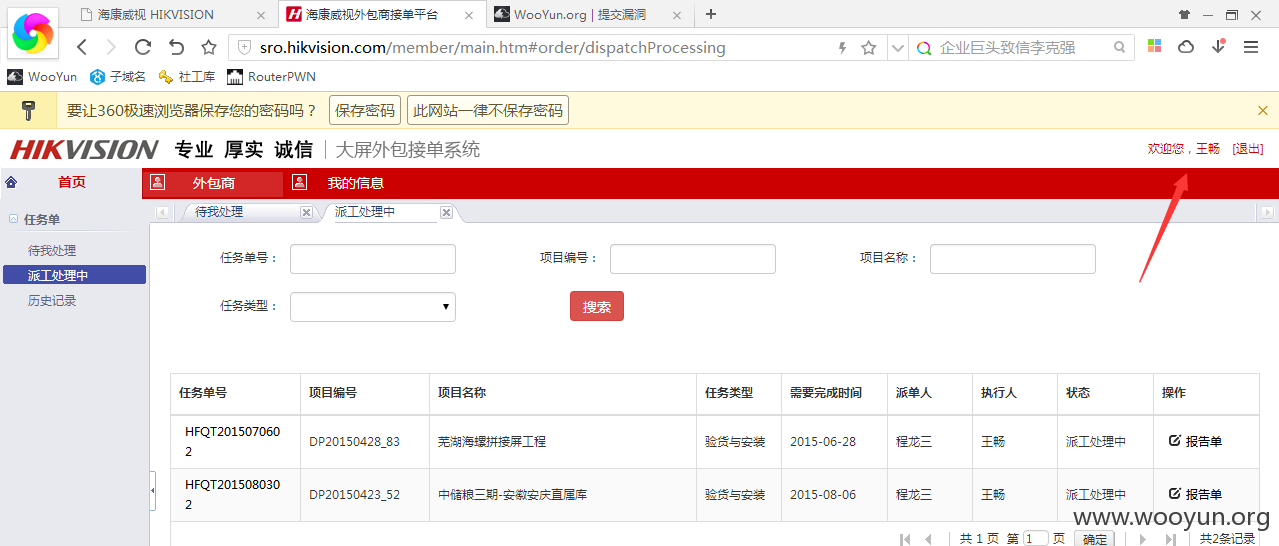 海康威视 HIKVISION
海康威视外包商接单平台
WooYun.org | 提交漏洞
sro.hikvision.com/member/main.htm#order/dispatchProcessing
企业巨头致信李克强
WooYun 子域名 社工库 RouterPWN
要让360极速浏览器保存您的密码吗？ 保存密码 此网站一律不保存密码
HIKVISION 专业 厚实 诚信 | 大屏外包接单系统
欢迎您，王畅 [退出]
首页 外包商 我的信息
任务单
待我处理
派工处理中
历史记录
待我处理 派工处理中
任务单号： 项目编号： 项目名称：
任务类型： 搜索
任务单号 项目编号 项目名称 任务类型 需要完成时间 派单人 执行人 状态 操作
HFQT201507060
2
DP20150428_83 芜湖海螺拼接屏工程 验货与安装 2015-06-28 程龙三 王畅 派工处理中 报告单
HFQT201508030
2
DP20150423_52 中储粮三期-安徽安庆直属库 验货与安装 2015-08-06 程龙三 王畅 派工处理中 报告单
www.wooyun.org
共 1 页 第 1 页 确定 共2条记录